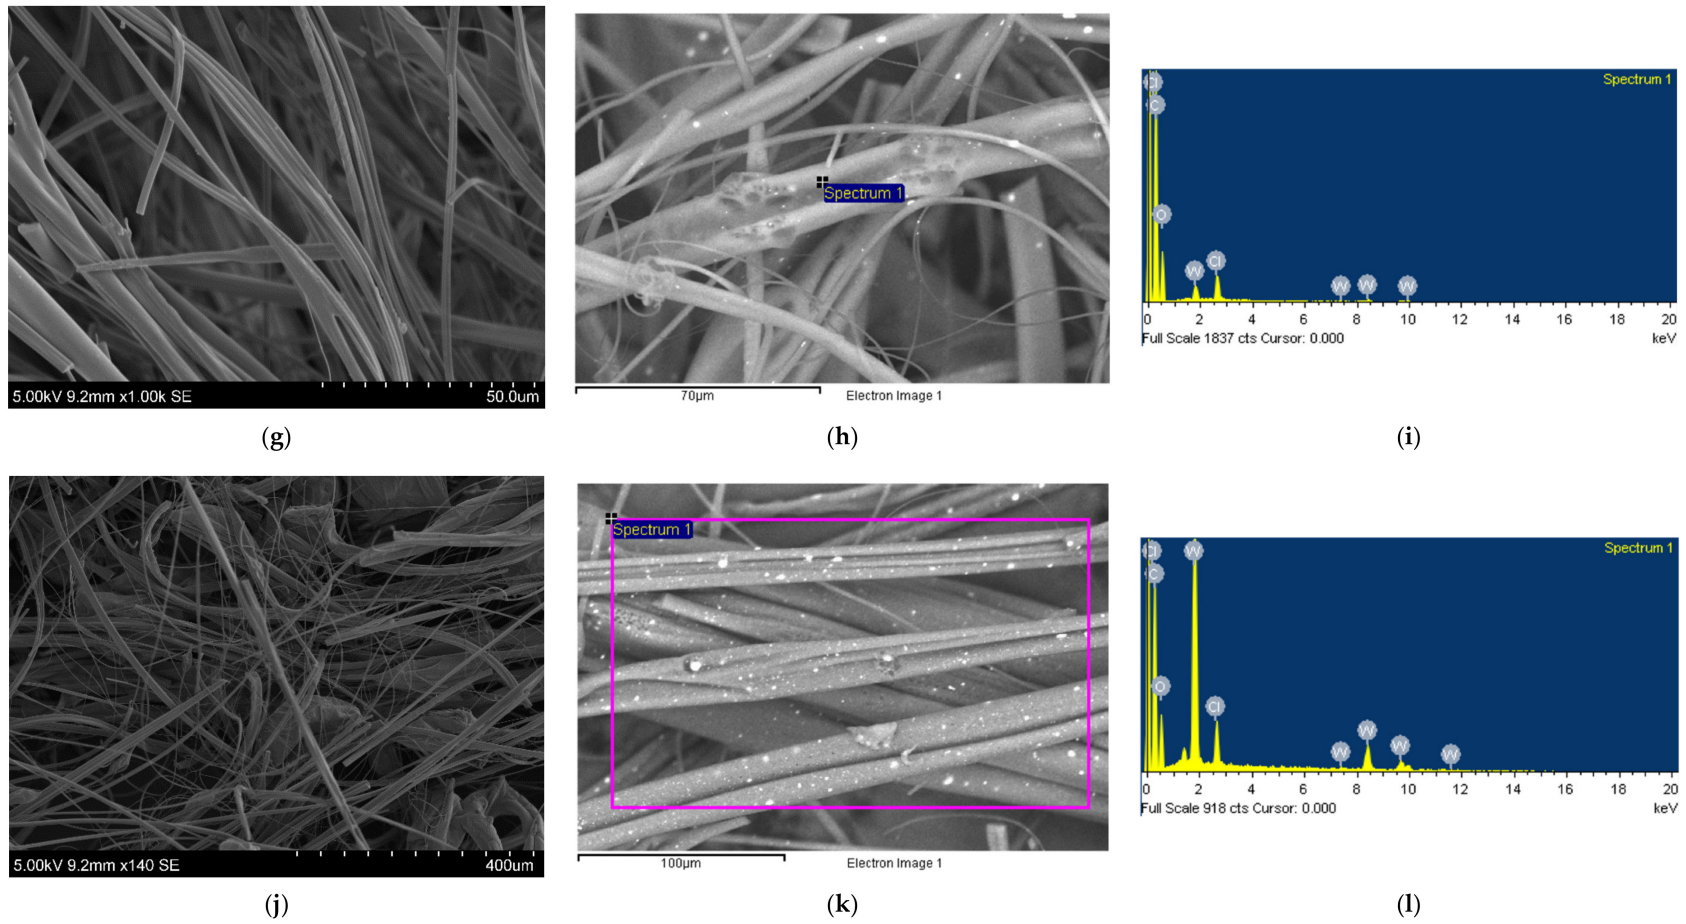 5.00kV 9.2mm x1.00k SE 50.0um
Spectrum 1
70µm Electron Image 1
Spectrum 1
Cl
C
O
W Cl W W W
0 2 4 6 8 10 12 14 16 18 20
Full Scale 1837 cts Cursor: 0.000 keV
(g) (h) (i)
5.00kV 9.2mm x140 SE 400um
Spectrum 1
100µm Electron Image 1
Spectrum 1
Cl W
C
O
Cl W W W W
0 2 4 6 8 10 12 14 16 18 20
Full Scale 918 cts Cursor: 0.000 keV
(j) (k) (l)